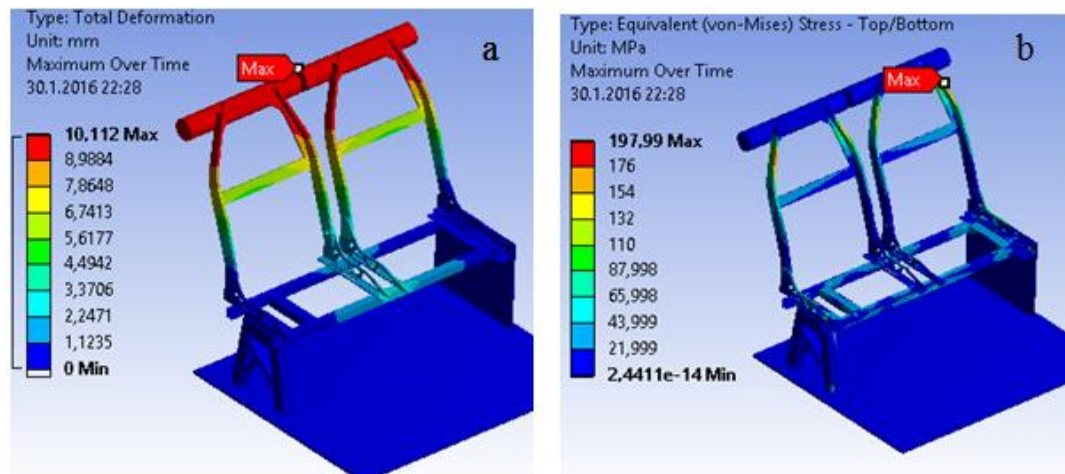 Type: Total Deformation
Unit: mm
Maximum Over Time
30.1.2016 22:28
a
Max
10,112 Max
8,9884
7,8648
6,7413
5,6177
4,4942
3,3706
2,2471
1,1235
0 Min
Type: Equivalent (von-Mises) Stress - Top/Bottom
Unit: MPa
Maximum Over Time
30.1.2016 22:28
b
Max
197,99 Max
176
154
132
110
87,998
65,998
43,999
21,999
2,4411e-14 Min